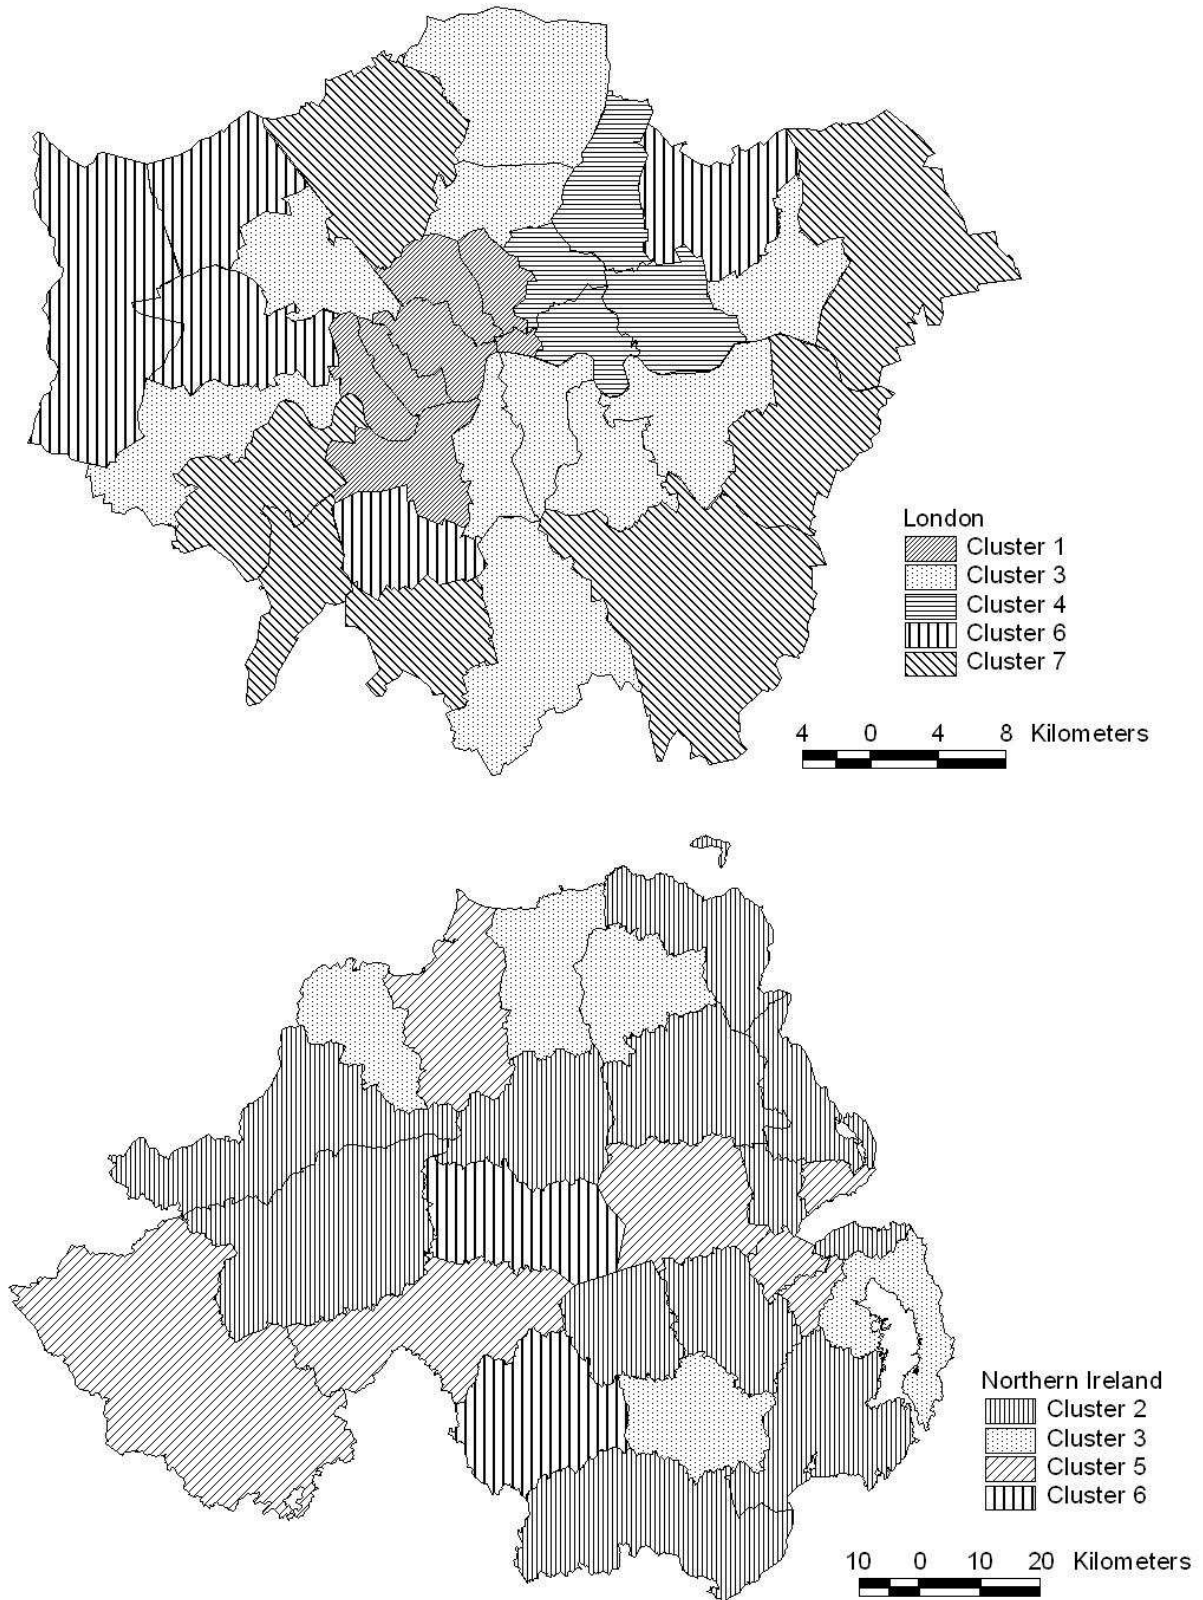 London
Cluster 1
Cluster 3
Cluster 4
Cluster 6
Cluster 7
4 0 4 8 Kilometers
Northern Ireland
Cluster 2
Cluster 3
Cluster 5
Cluster 6
10 0 10 20 Kilometers